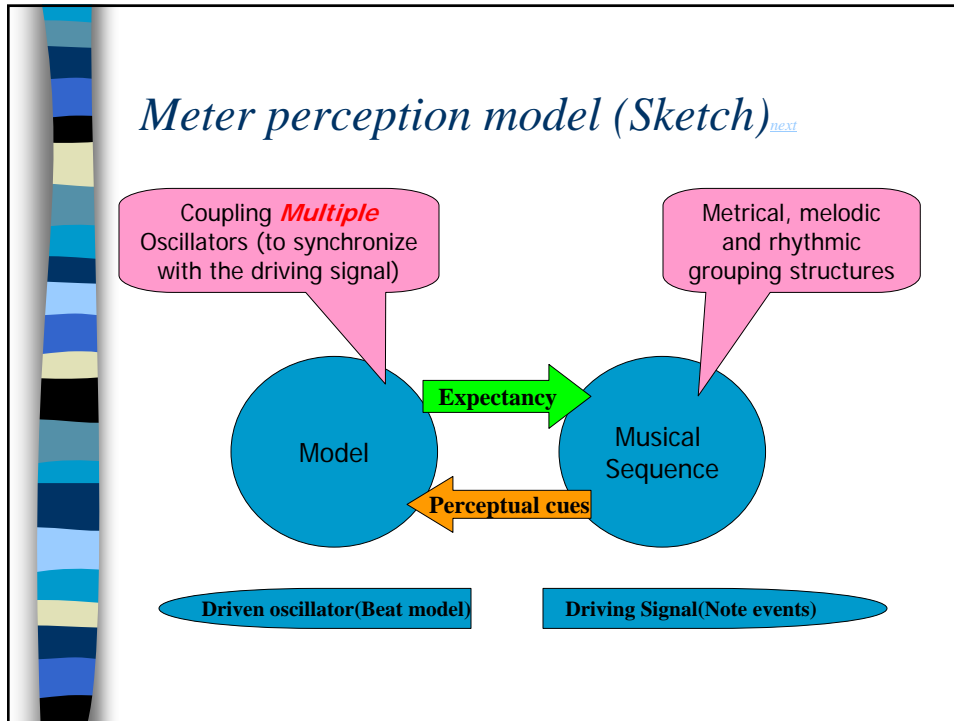 Meter perception model (Sketch) next
Coupling Multiple
Oscillators (to synchronize
with the driving signal)
Metrical, melodic
and rhythmic
grouping structures
Expectancy
Model
Musical
Sequence
Perceptual cues
Driven oscillator(Beat model)
Driving Signal(Note events)